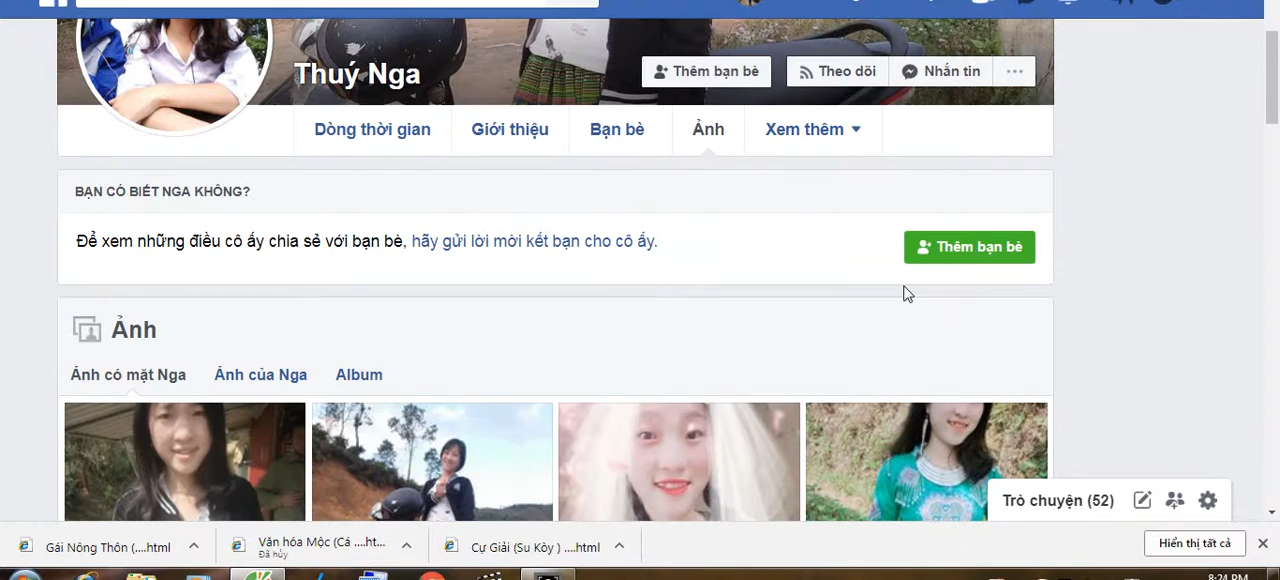 Thuý Nga
Thêm bạn bè
Theo dõi
Nhắn tin
Dòng thời gian
Giới thiệu
Bạn bè
Ảnh
Xem thêm
BẠN CÓ BIẾT NGA KHÔNG?
Để xem những điều cô ấy chia sẻ với bạn bè, hãy gửi lời mời kết bạn cho cô ấy.
Thêm bạn bè
Ảnh
Ảnh có mặt Nga
Ảnh của Nga
Album
Trò chuyện (52)
Gái Nông Thôn (....html
Văn hóa Mộc (Cá ....ht...
Đã hủy
Cự Giải (Su Kòy ) ....html
Hiển thị tất cả
8:24 PM